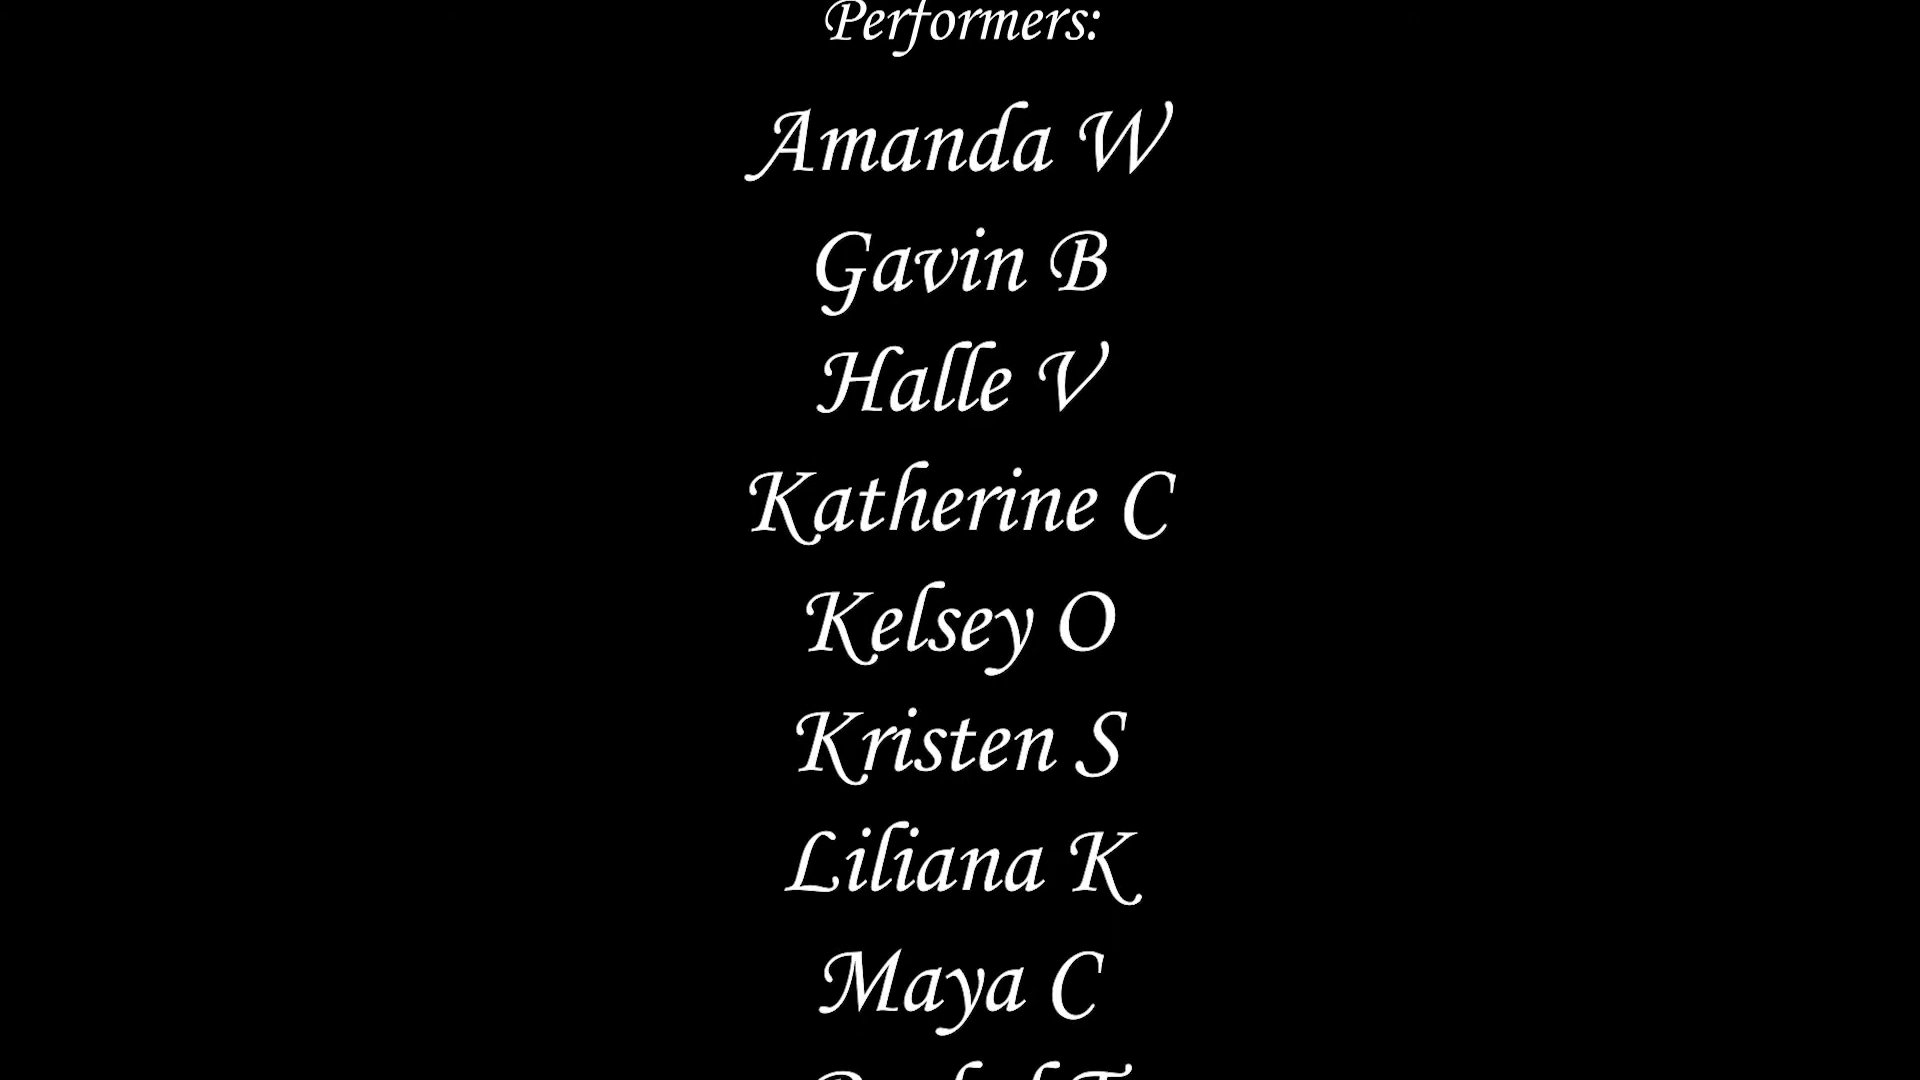 Performers:
Amanda W
Gavin B
Halle V
Katherine C
Kelsey O
Kristen S
Liliana K
Maya C